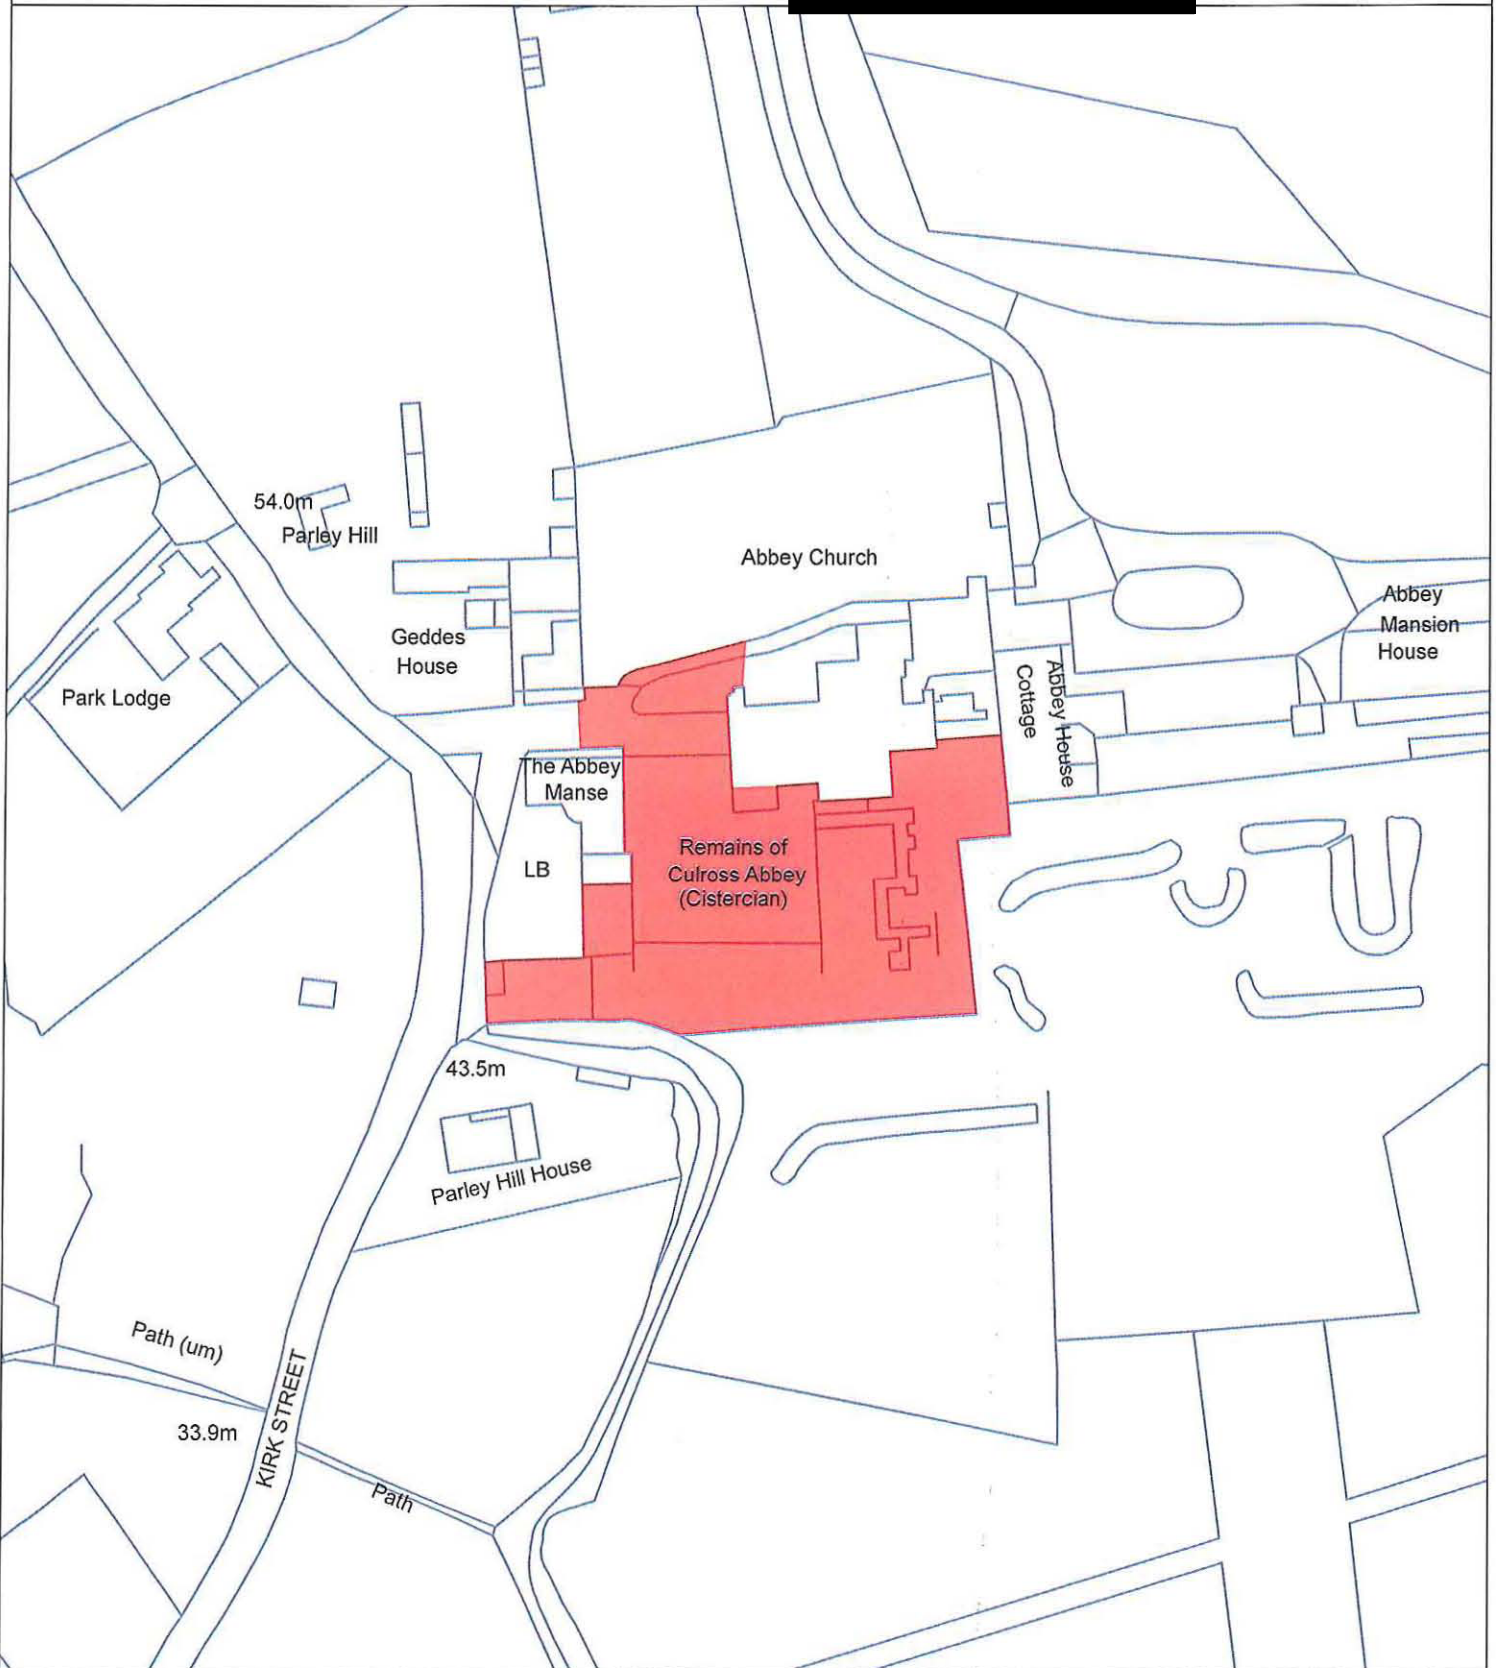 54.0m
Parley Hill
Abbey Church
Abbey
Mansion
House
Geddes
House
Park Lodge
Abbey House
Cottage
The Abbey
Manse
LB
Remains of
Culross Abbey
(Cistercian)
43.5m
Parley Hill House
Path (um)
33.9m
KIRK STREET
Path